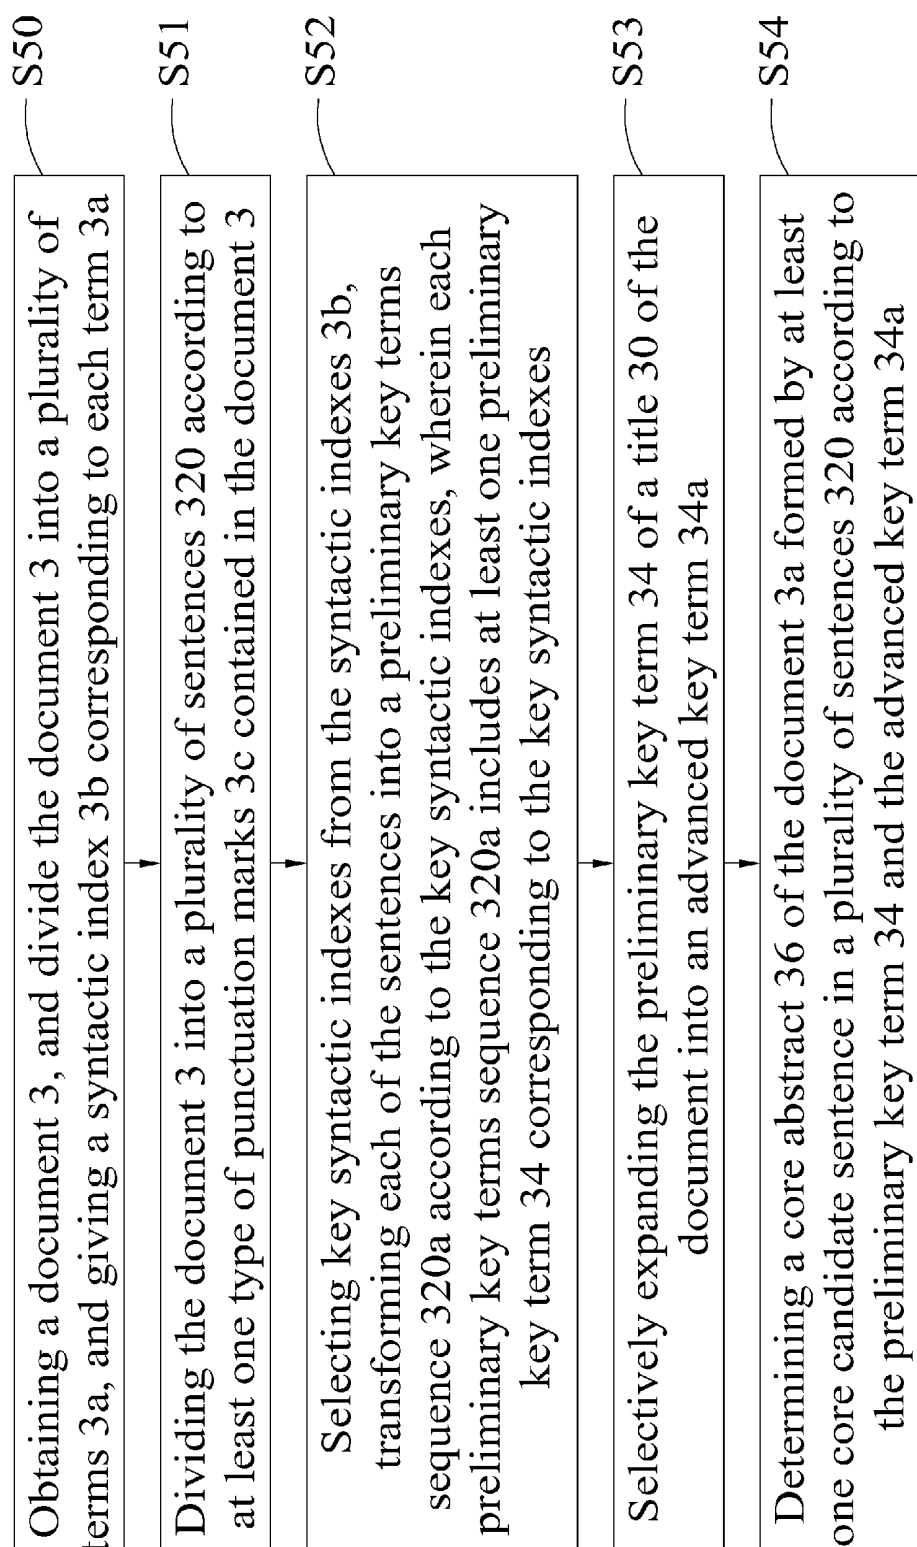 S50
Obtaining a document 3, and divide the document 3 into a plurality of
terms 3a, and giving a syntactic index 3b corresponding to each term 3a
S51
Dividing the document 3 into a plurality of sentences 320 according to
at least one type of punctuation marks 3c contained in the document 3
S52
Selecting key syntactic indexes from the syntactic indexes 3b,
transforming each of the sentences into a preliminary key terms
sequence 320a according to the key syntactic indexes, wherein each
preliminary key terms sequence 320a includes at least one preliminary
key term 34 corresponding to the key syntactic indexes
S53
Selectively expanding the preliminary key term 34 of a title 30 of the
document into an advanced key term 34a
S54
Determining a core abstract 36 of the document 3a formed by at least
one core candidate sentence in a plurality of sentences 320 according to
the preliminary key term 34 and the advanced key term 34a